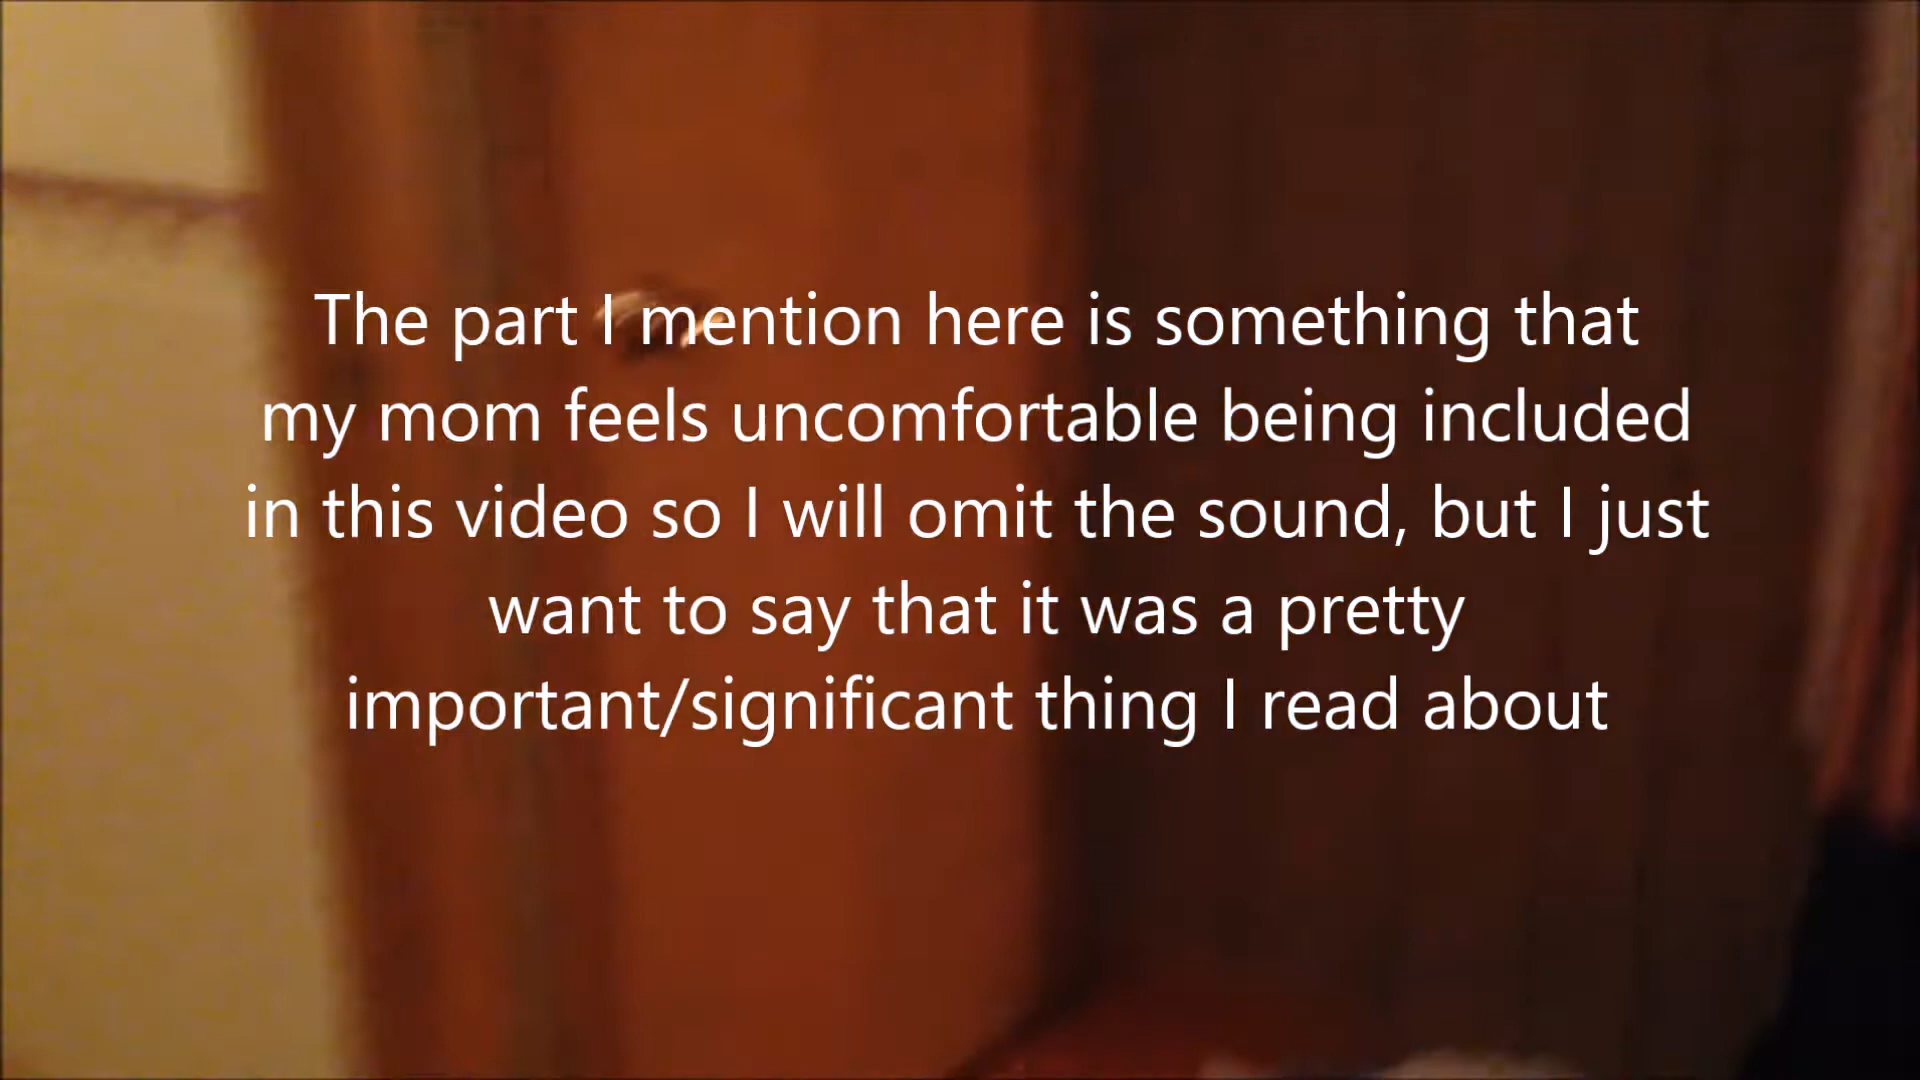 The part I mention here is something that
my mom feels uncomfortable being included
in this video so I will omit the sound, but I just
want to say that it was a pretty
important/significant thing I read about